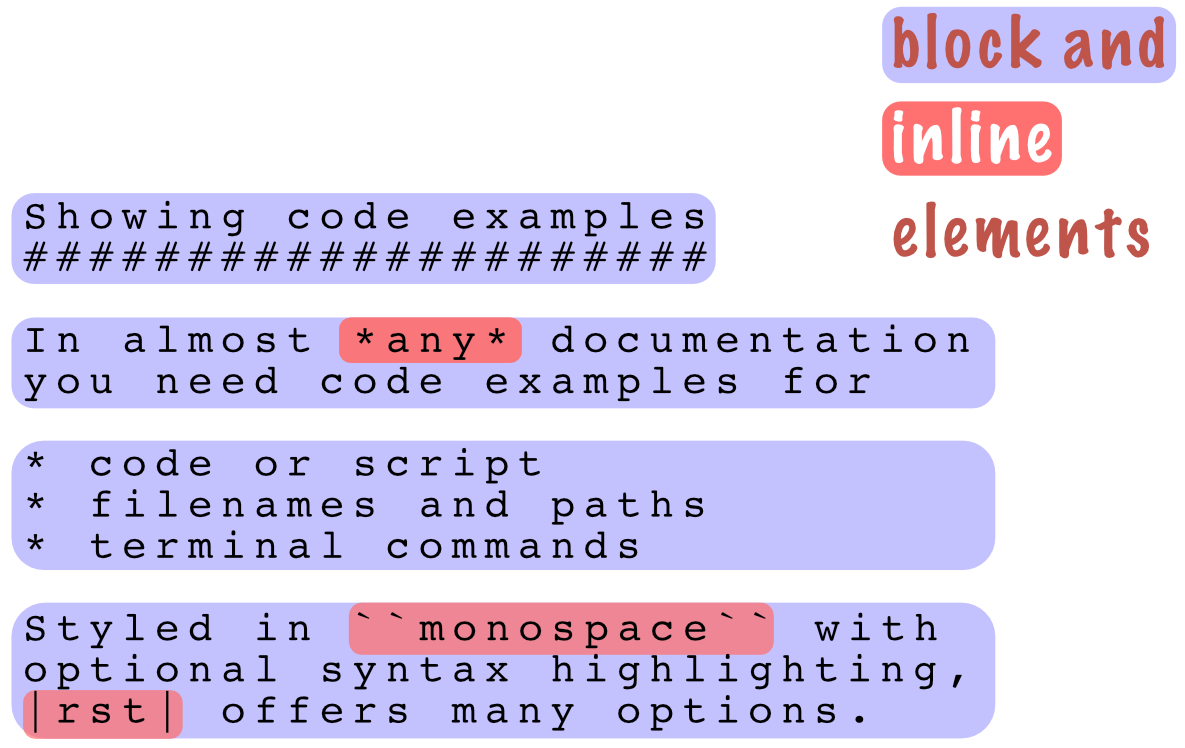 block and
inline
elements
Showing code examples
#####################
In almost *any* documentation
you need code examples for
* code or script
* filenames and paths
* terminal commands
Styled in ``monospace`` with
optional syntax highlighting,
|rst| offers many options.